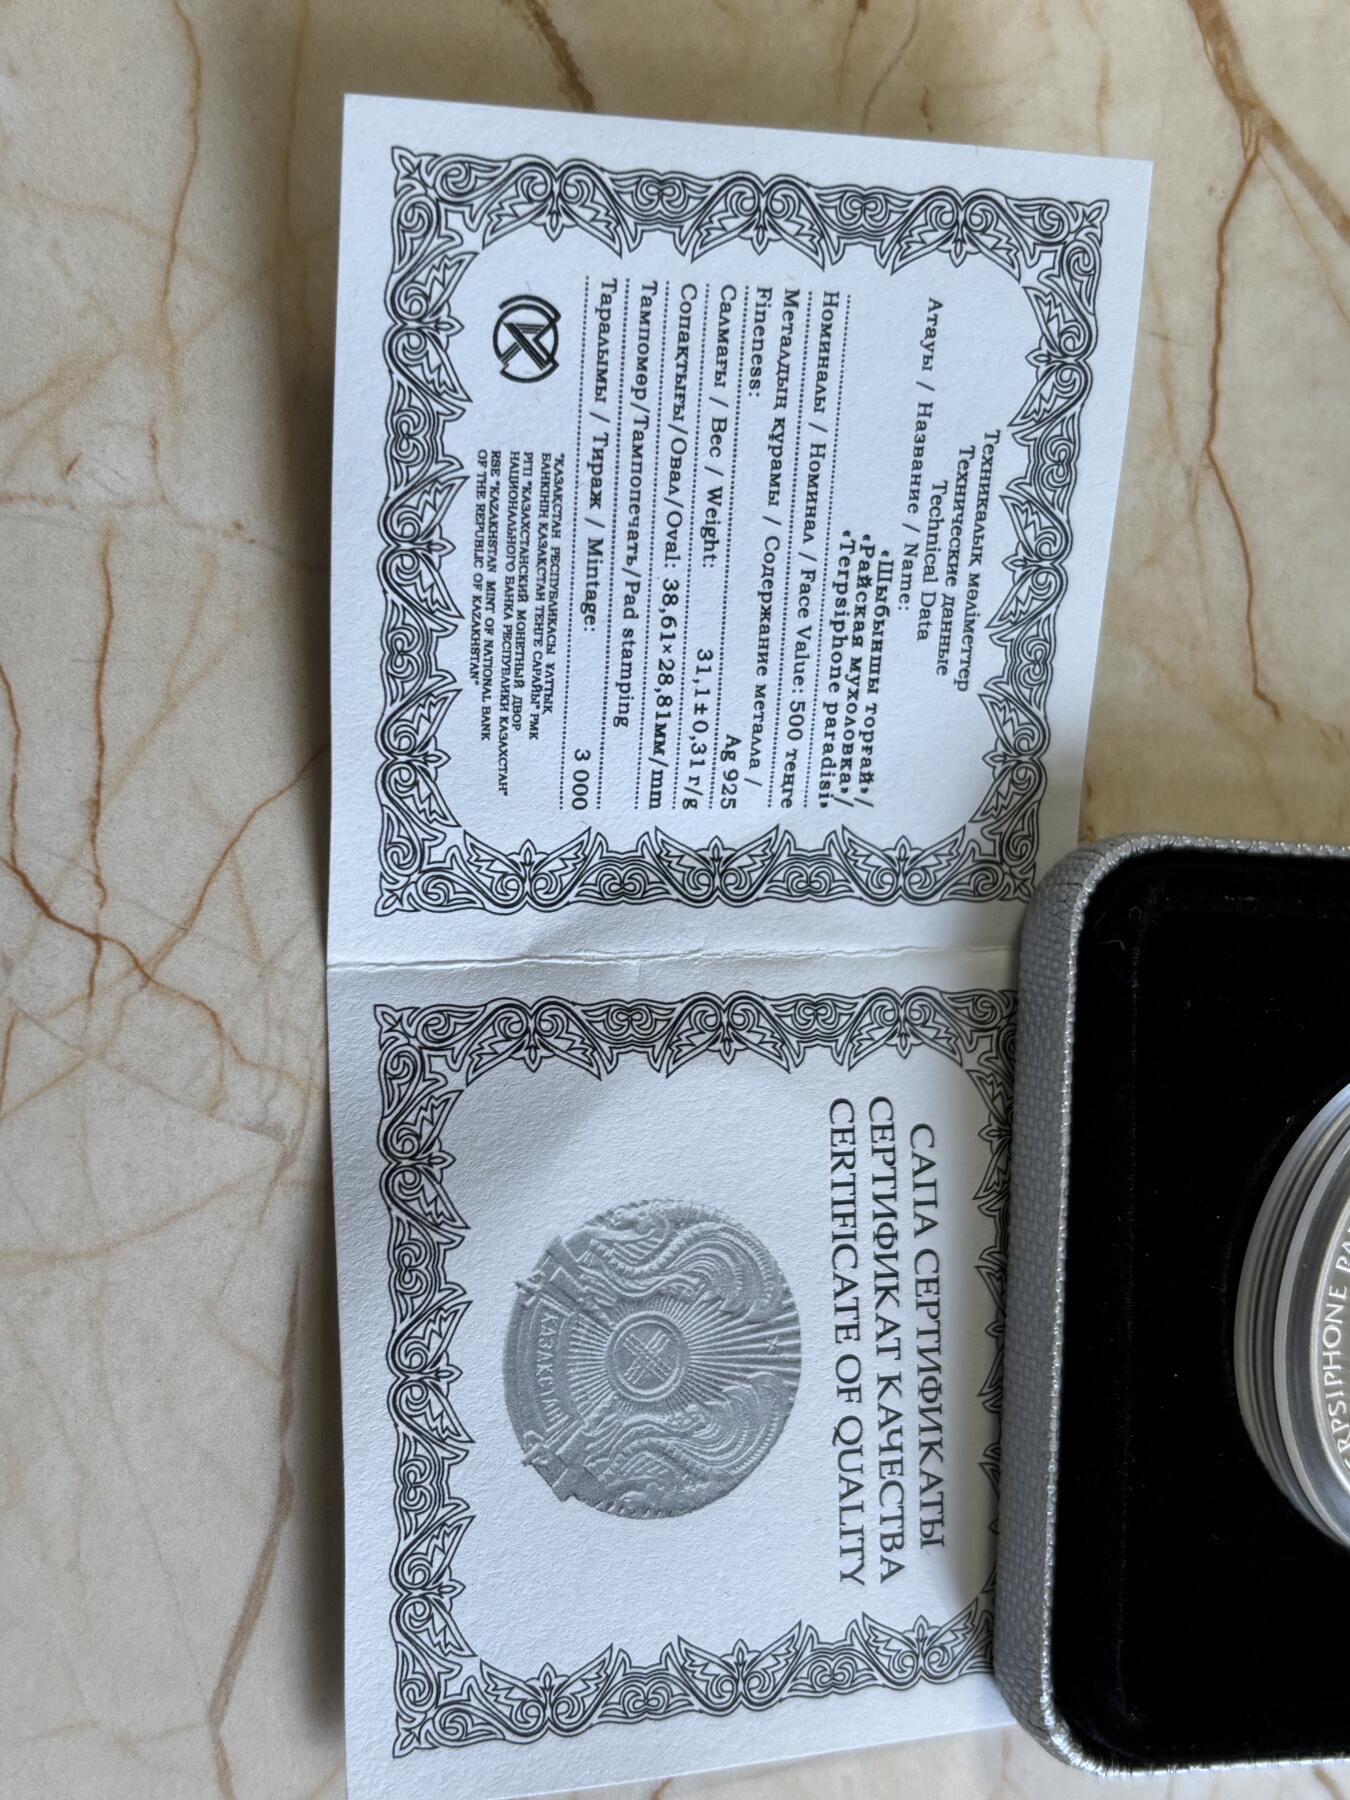 Техникалық мәліметтер
Технические данные
Technical Data
Атауы / Название / Name:
«Шыбыншы торғай»/
«Райская мухоловка»/
«Terpsiphone paradisi»
Номиналы / Номинал / Face Value: 500 теңге
Металдың құрамы / Содержание металла /
Fineness: Ag 925
Салмағы / Вес / Weight: 31,1±0,31 г/g
Сопақтығы/Овал/Oval: 38,61×28,81мм/mm
Тампомөр/Тампопечать/Pad stamping
Таралымы / Тираж / Mintage: 3 000
"ҚАЗАҚСТАН РЕСПУБЛИКАСЫ ҰЛТТЫҚ
БАНКІНІҢ ҚАЗАҚСТАН ТЕҢГЕ САРАЙЫ" РМК
РГП "КАЗАХСТАНСКИЙ МОНЕТНЫЙ ДВОР
НАЦИОНАЛЬНОГО БАНКА РЕСПУБЛИКИ КАЗАХСТАН"
RSE "KAZAKHSTAN MINT OF NATIONAL BANK
OF THE REPUBLIC OF KAZAKHSTAN"
САПА СЕРТИФИКАТЫ
СЕРТИФИКАТ КАЧЕСТВА
CERTIFICATE OF QUALITY
ҚАЗАҚСТАН
RPSIPHONE PA